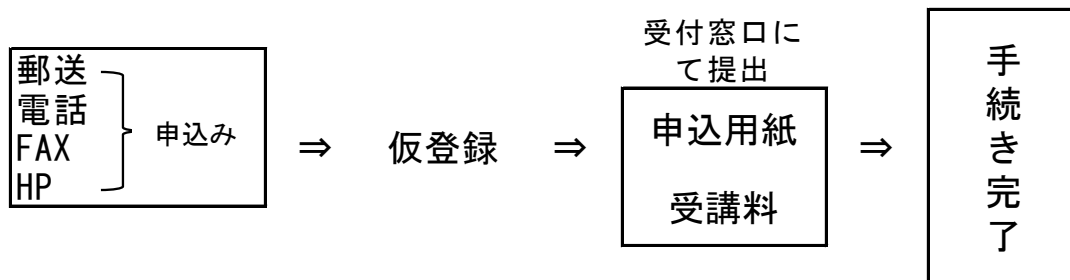 郵送
電話
FAX
HP
申込み
⇒
仮登録
⇒
受付窓口に
て提出
申込用紙
受講料
⇒
手続き完了